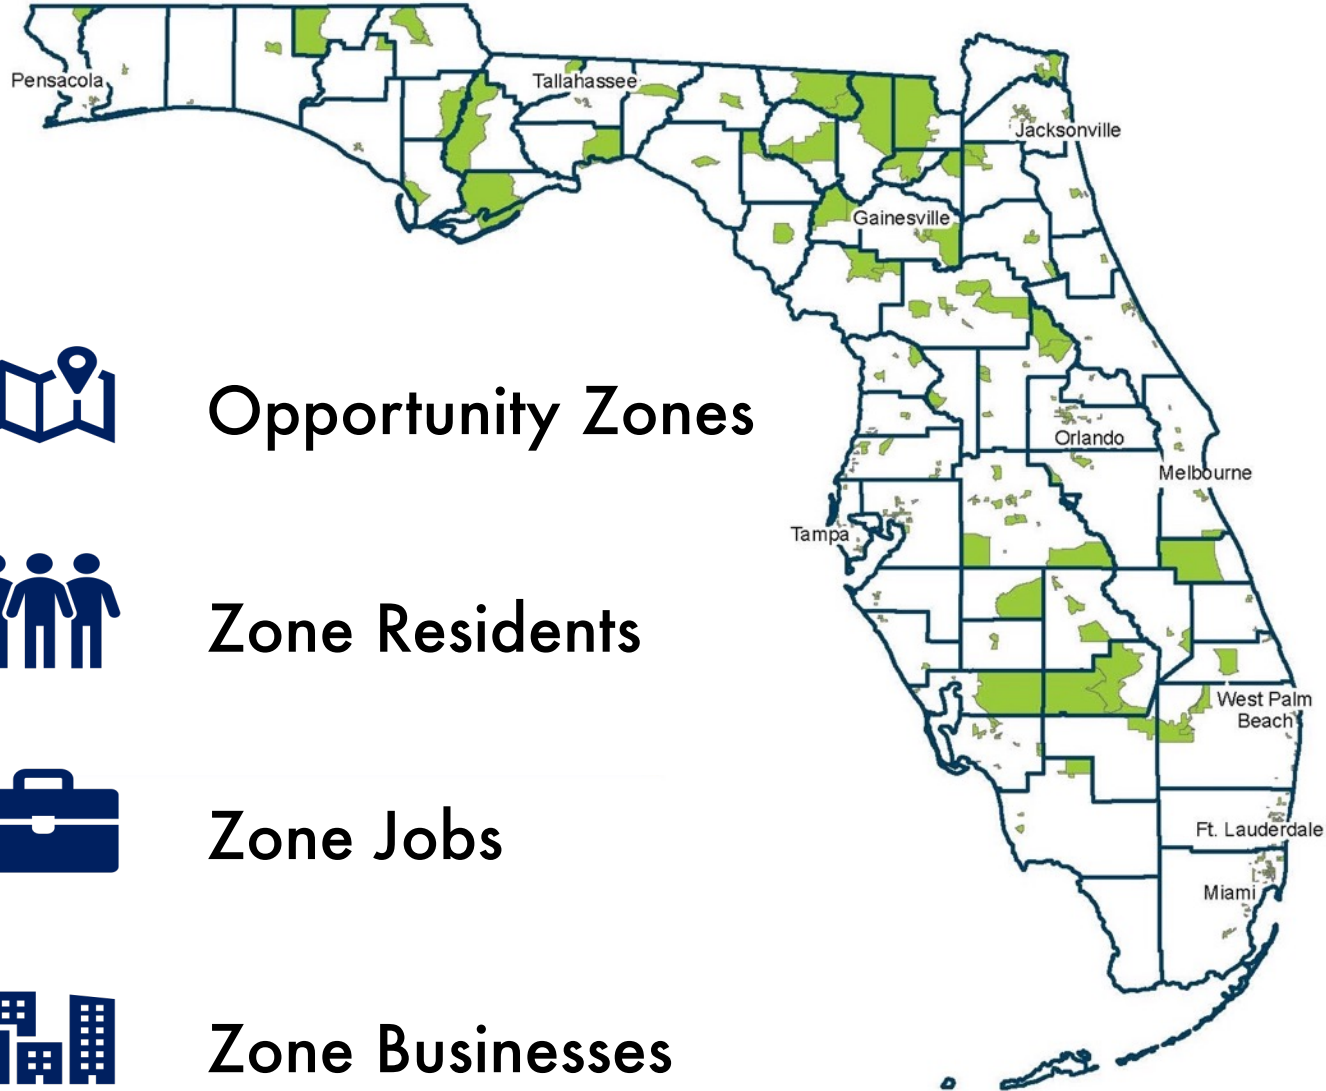 Pensacola
Tallahassee
Jacksonville
Gainesville
Opportunity Zones
Orlando
Melbourne
Tampa
Zone Residents
West Palm
Beach
Zone Jobs
Ft. Lauderdale
Miami
Zone Businesses